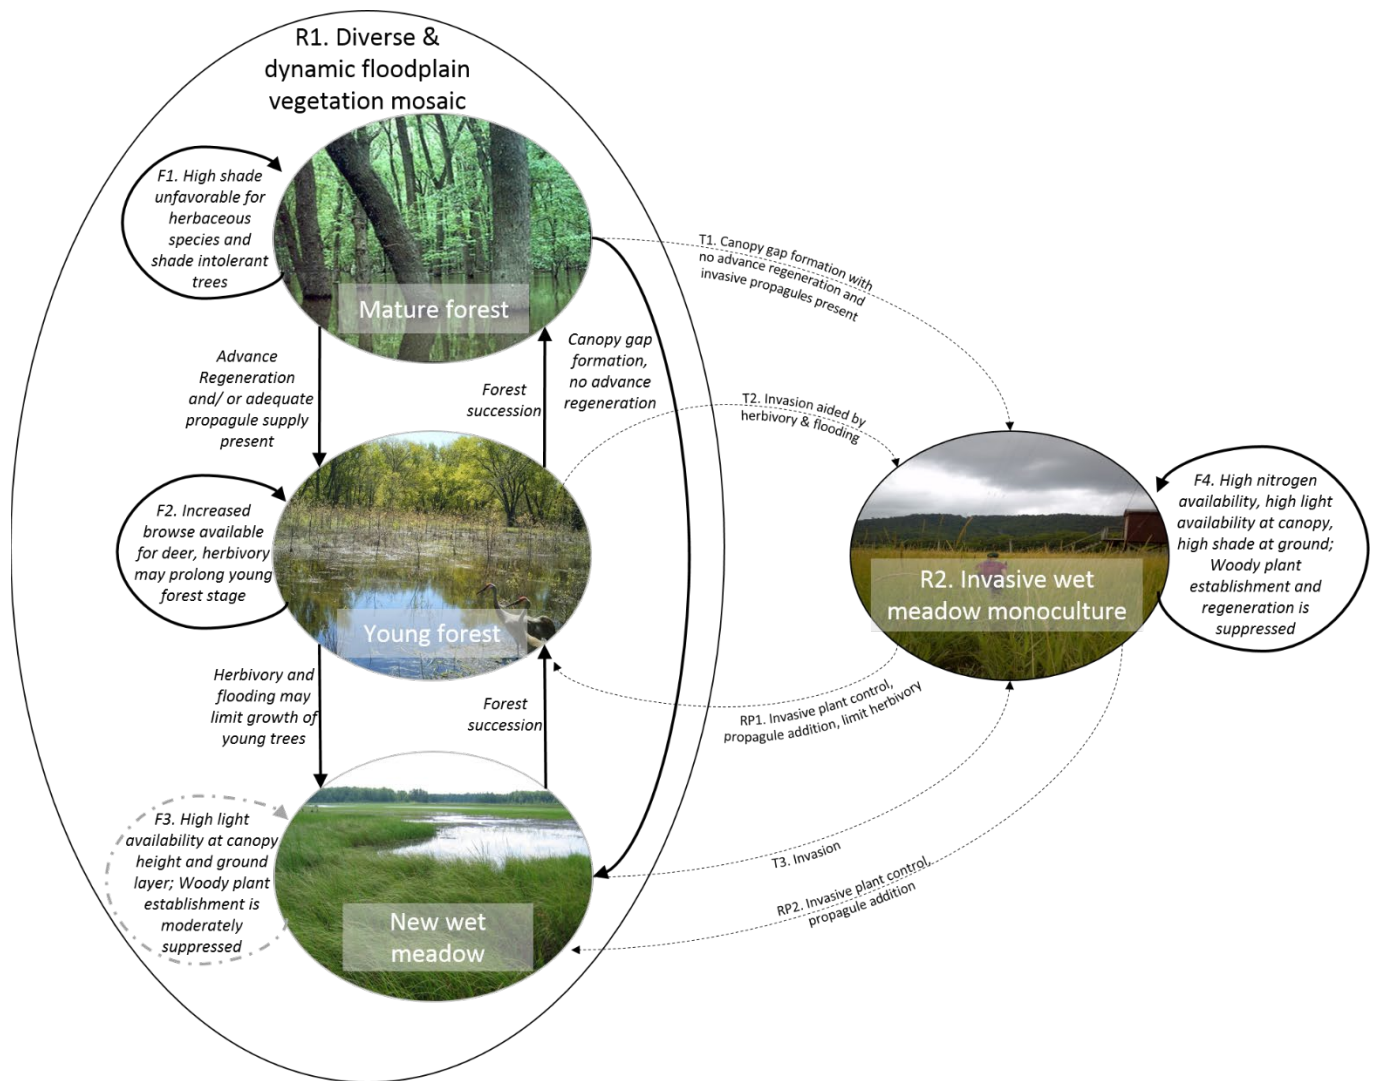 R1. Diverse &
dynamic floodplain
vegetation mosaic
F1. High shade
unfavorable for
herbaceous
species and
shade intolerant
trees
Mature forest
T1. Canopy gap formation with
no advance regeneration and
invasive propagules present
Advance
Regeneration
and/ or adequate
propagule supply
present
Forest
succession
Canopy gap
formation,
no advance
regeneration
T2. Invasion aided by
herbivory & flooding
F2. Increased
browse available
for deer, herbivory
may prolong young
forest stage
Young forest
R2. Invasive wet
meadow monoculture
F4. High nitrogen
availability, high light
availability at canopy,
high shade at ground;
Woody plant
establishment and
regeneration is
suppressed
Herbivory and
flooding may
limit growth of
young trees
Forest
succession
RP1. Invasive plant control,
propagule addition, limit herbivory
F3. High light
availability at canopy
height and ground
layer; Woody plant
establishment is
moderately
suppressed
New wet
meadow
T3. Invasion
RP2. Invasive plant control,
propagule addition